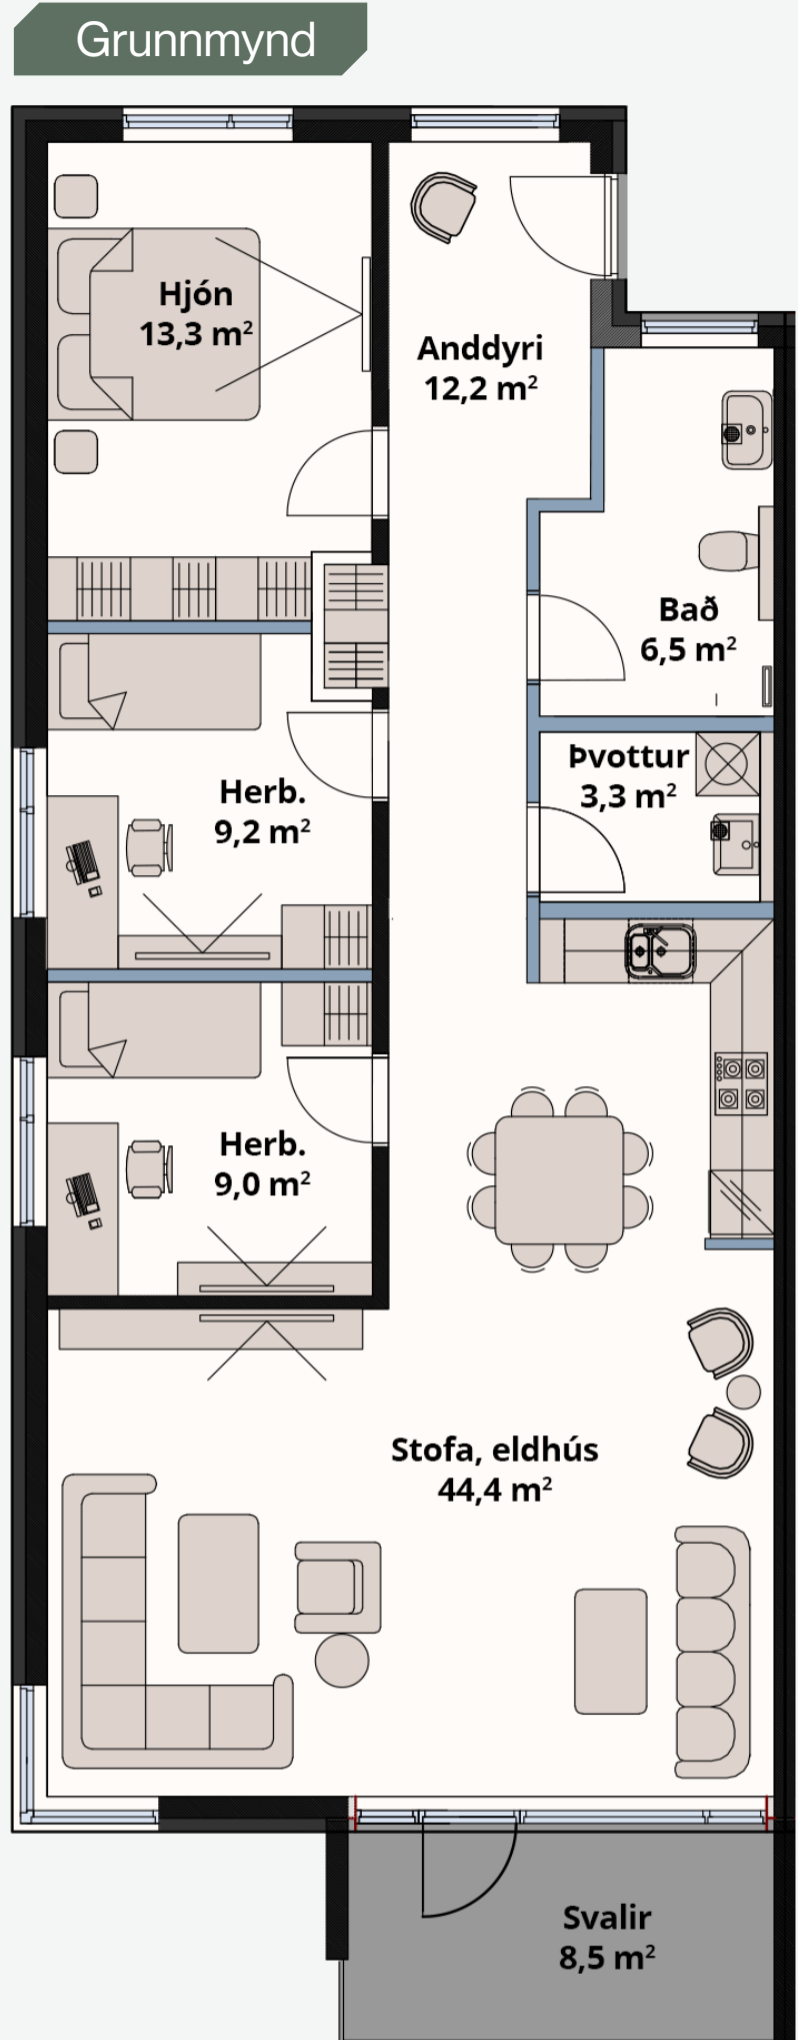 Grunnmynd
Hjón
13,3 m²
Anddyri
12,2 m²
Bað
6,5 m²
Þvottur
3,3 m²
Herb.
9,2 m²
Herb.
9,0 m²
Stofa, eldhús
44,4 m²
Svalir
8,5 m²